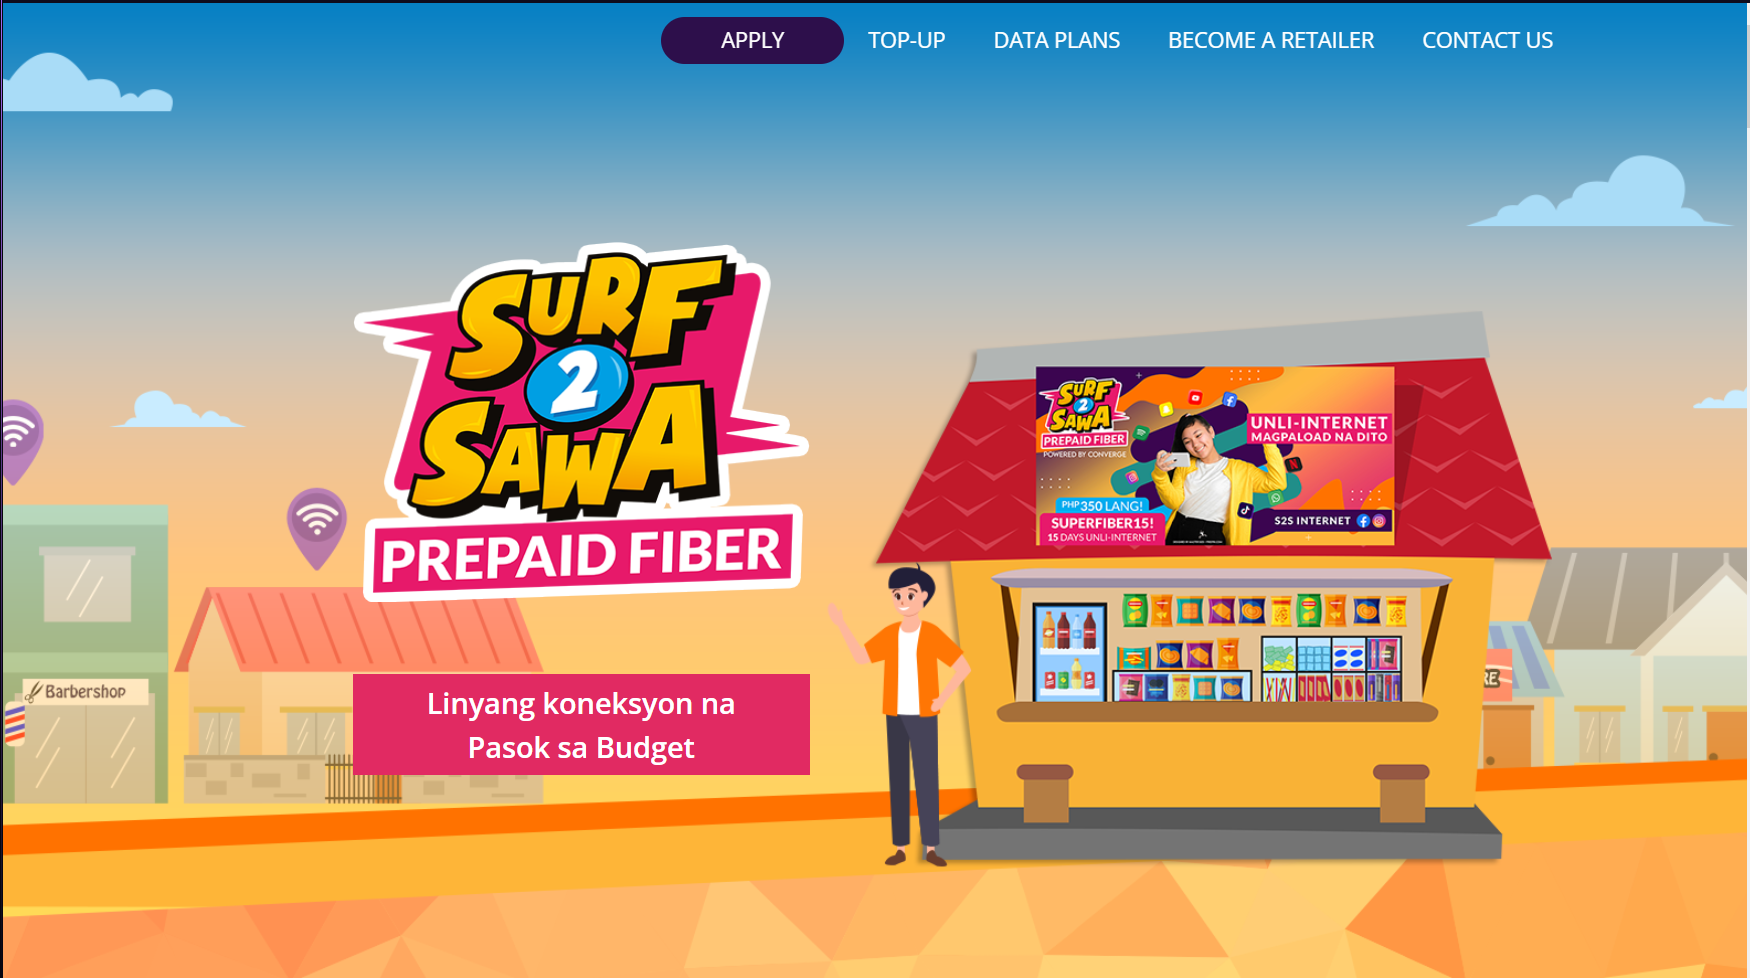 APPLY
TOP-UP
DATA PLANS
BECOME A RETAILER
CONTACT US
SURF
2
SAWA
PREPAID FIBER
Linyang koneksyon na
Pasok sa Budget
SURF
2
SAWA
PREPAID FIBER
POWERED BY CONVERGE
UNLI-INTERNET
MAGPALOAD NA DITO
PHP 350 LANG!
SUPERFIBER15!
15 DAYS UNLI-INTERNET
S2S INTERNET
Barbershop
RE